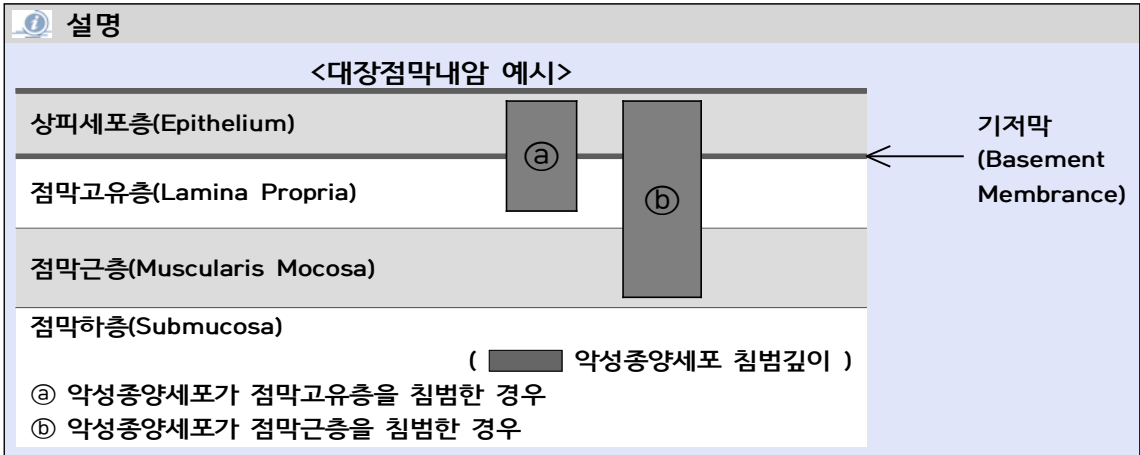 설명
<대장점막내암 예시>
상피세포층(Epithelium)
기저막
(Basement
Membrance)
ⓐ
점막고유층(Lamina Propria)
ⓑ
점막근층(Muscularis Mocosa)
점막하층(Submucosa)
( 악성종양세포 침범깊이 )
ⓐ 악성종양세포가 점막고유층을 침범한 경우
ⓑ 악성종양세포가 점막근층을 침범한 경우